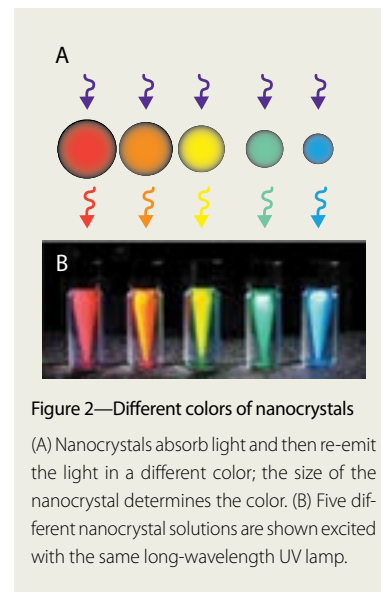 A
B
Figure 2—Different colors of nanocrystals
(A) Nanocrystals absorb light and then re-emit
the light in a different color; the size of the
nanocrystal determines the color. (B) Five dif-
ferent nanocrystal solutions are shown excited
with the same long-wavelength UV lamp.